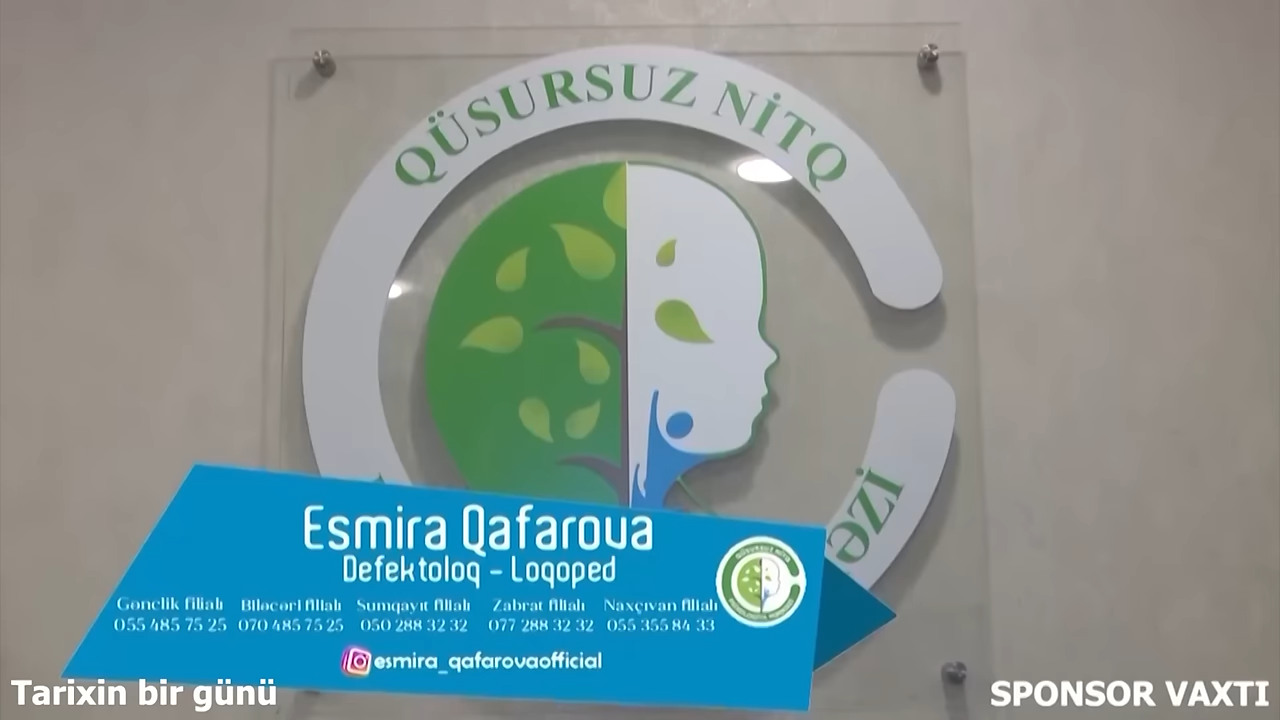 QÜSURSUZ NİTQ
Esmira Qafarova
Defektoloq - Loqoped
Gənclik filialı Biləcəri filialı Sumqayıt filialı Zabrat filialı Naxçıvan filialı
055 485 75 25 070 485 75 25 050 288 32 32 077 288 32 32 055 355 84 33
esmira_qafarovaofficial
Tarixin bir günü
SPONSOR VAXTI